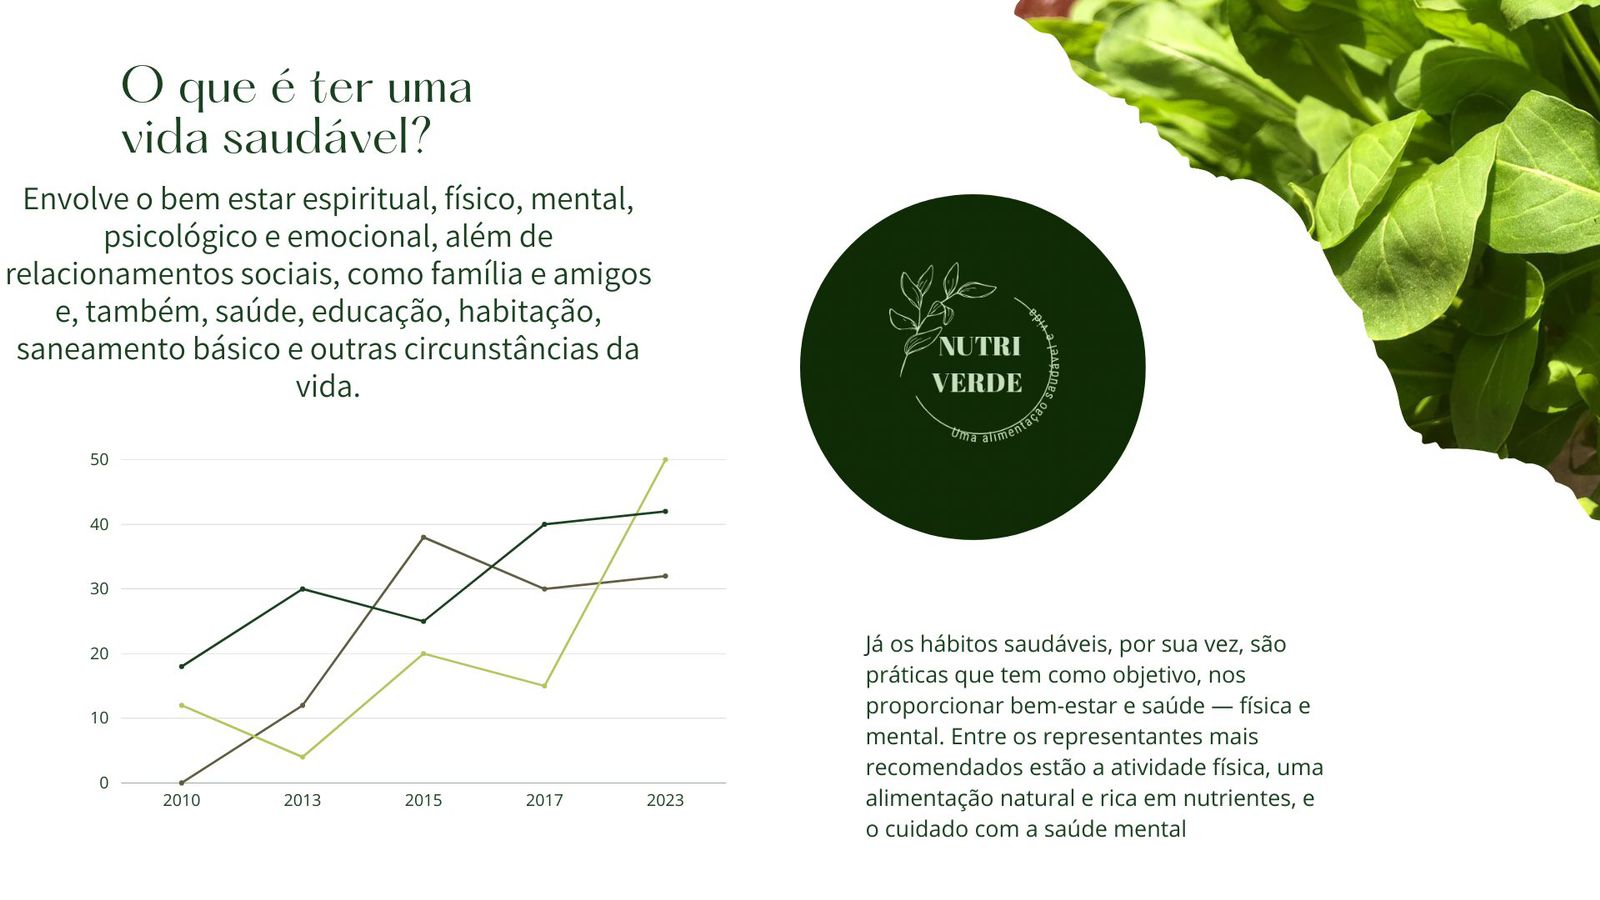 O que é ter uma
vida saudável?
Envolve o bem estar espiritual, físico, mental,
psicológico e emocional, além de
relacionamentos sociais, como família e amigos
e, também, saúde, educação, habitação,
saneamento básico e outras circunstâncias da
vida.
50
40
30
20
10
0
2010 2013 2015 2017 2023
NUTRI
VERDE
Uma alimentação saudável e vida
Já os hábitos saudáveis, por sua vez, são
práticas que tem como objetivo, nos
proporcionar bem-estar e saúde — física e
mental. Entre os representantes mais
recomendados estão a atividade física, uma
alimentação natural e rica em nutrientes, e
o cuidado com a saúde mental